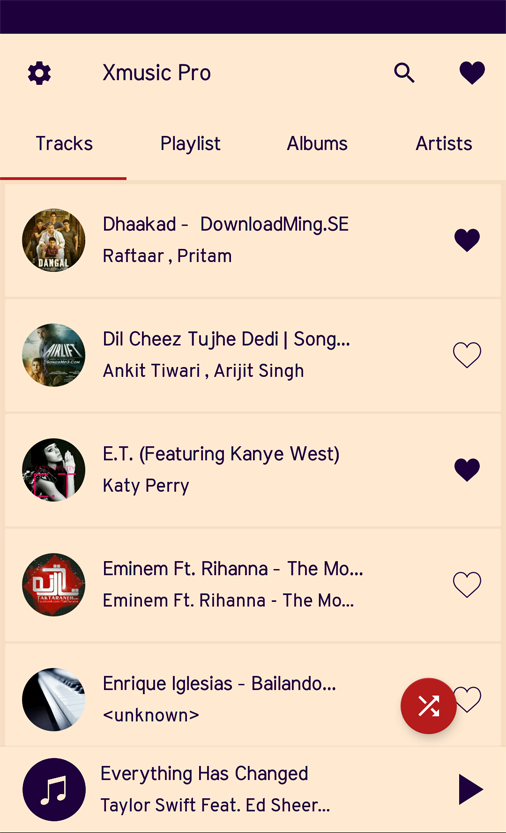 Xmusic Pro
Tracks Playlist Albums Artists
DANGAL
Dhaakad - DownloadMing.SE
Raftaar , Pritam
AIRLIFT
Dil Cheez Tujhe Dedi | Song...
Ankit Tiwari , Arijit Singh
E.T. (Featuring Kanye West)
Katy Perry
Eminem Ft. Rihanna - The Mo...
Eminem Ft. Rihanna - The Mo...
Enrique Iglesias - Bailando...
<unknown>
Everything Has Changed
Taylor Swift Feat. Ed Sheer...